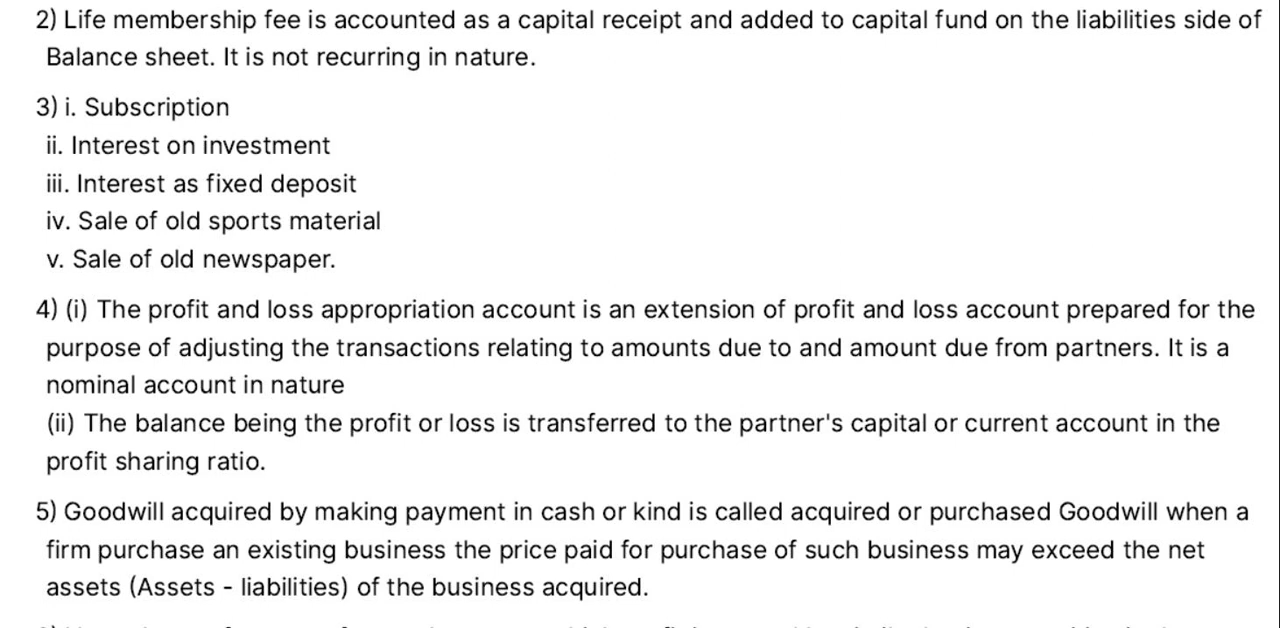 2) Life membership fee is accounted as a capital receipt and added to capital fund on the liabilities side of
Balance sheet. It is not recurring in nature.
3) i. Subscription
ii. Interest on investment
iii. Interest as fixed deposit
iv. Sale of old sports material
v. Sale of old newspaper.
4) (i) The profit and loss appropriation account is an extension of profit and loss account prepared for the
purpose of adjusting the transactions relating to amounts due to and amount due from partners. It is a
nominal account in nature
(ii) The balance being the profit or loss is transferred to the partner's capital or current account in the
profit sharing ratio.
5) Goodwill acquired by making payment in cash or kind is called acquired or purchased Goodwill when a
firm purchase an existing business the price paid for purchase of such business may exceed the net
assets (Assets - liabilities) of the business acquired.